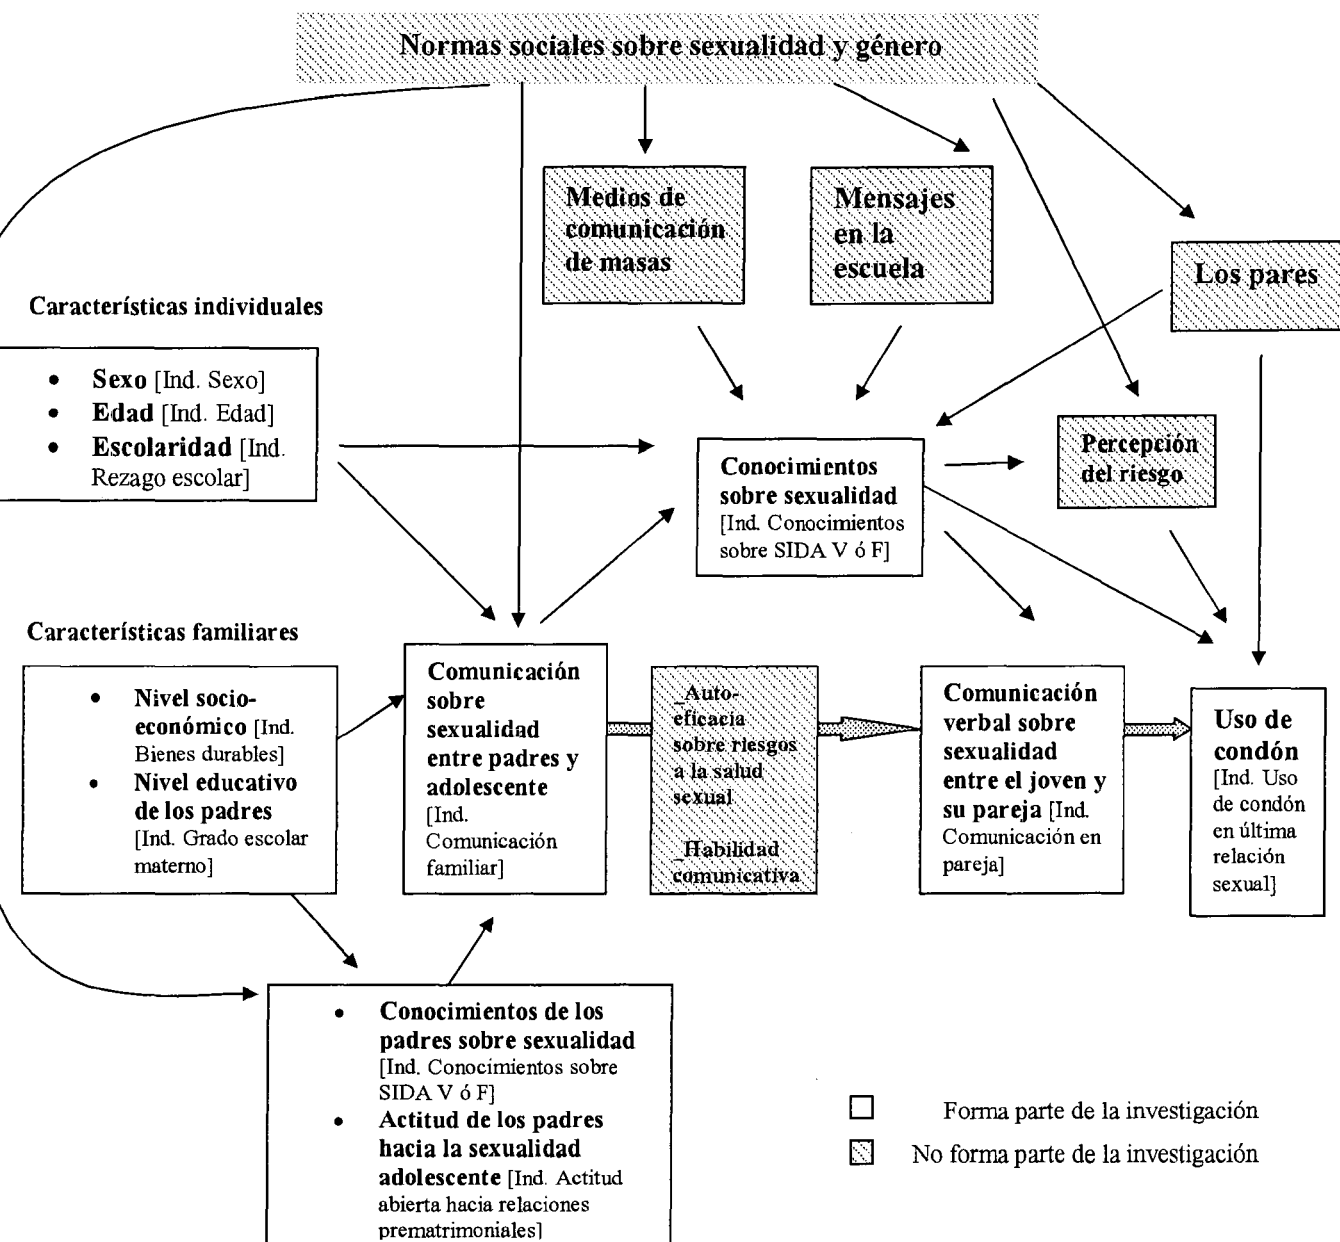 Normas sociales sobre sexualidad y género
Medios de
comunicación
de masas
Mensajes
en la
escuela
Los pares
Características individuales
• Sexo [Ind. Sexo]
• Edad [Ind. Edad]
• Escolaridad [Ind.
Rezago escolar]
Conocimientos
sobre sexualidad
[Ind. Conocimientos
sobre SIDA V ó F]
Percepción
del riesgo
Características familiares
• Nivel socio-
económico [Ind.
Bienes durables]
• Nivel educativo
de los padres
[Ind. Grado escolar
materno]
Comunicación
sobre
sexualidad
entre padres y
adolescente
[Ind.
Comunicación
familiar]
_Auto-
eficacia
sobre riesgos
a la salud
sexual
_Habilidad
comunicativa
Comunicación
verbal sobre
sexualidad
entre el joven y
su pareja [Ind.
Comunicación en
pareja]
Uso de
condón
[Ind. Uso
de condón
en última
relación
sexual]
• Conocimientos de los
padres sobre sexualidad
[Ind. Conocimientos sobre
SIDA V ó F]
• Actitud de los padres
hacia la sexualidad
adolescente [Ind. Actitud
abierta hacia relaciones
prematrimoniales]
Forma parte de la investigación
No forma parte de la investigación